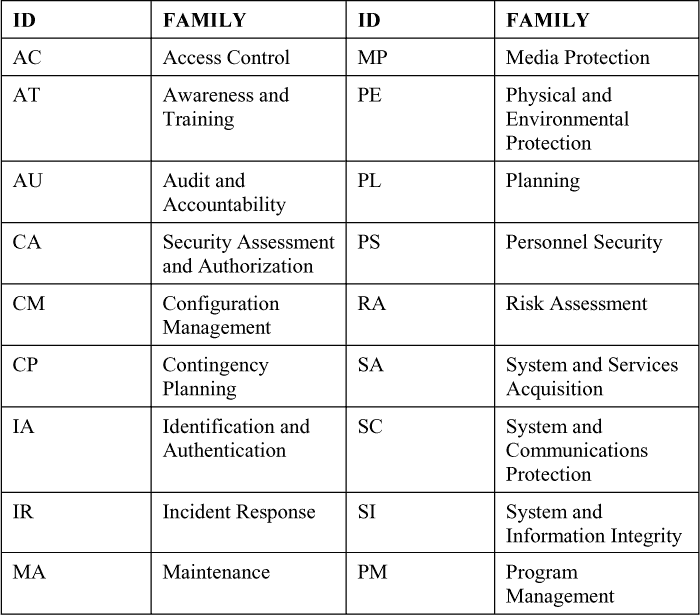 ID FAMILY ID FAMILY
AC Access Control MP Media Protection
AT Awareness and PE Physical and
Training Environmental
Protection
AU Audit and PL Planning
Accountability
CA Security Assessment PS Personnel Security
and Authorization
CM Configuration RA Risk Assessment
Management
CP Contingency SA System and Services
Planning Acquisition
IA Identification and SC System and
Authentication Communications
Protection
IR Incident Response SI System and
Information Integrity
MA Maintenance PM Program
Management